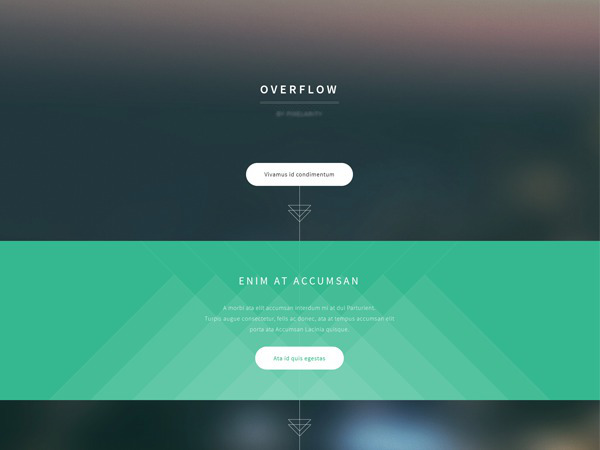 OVERFLOW
BY PIXELARITY
Vivamus id condimentum
ENIM AT ACCUMSAN
A morbi ata elit accumsan interdum mi at dui Parturient.
Turpis augue consectetur, felis ac donec, ata at tempus accumsan elit
porta ata Accumsan Lacinia quisque.
Ata id quis egestas